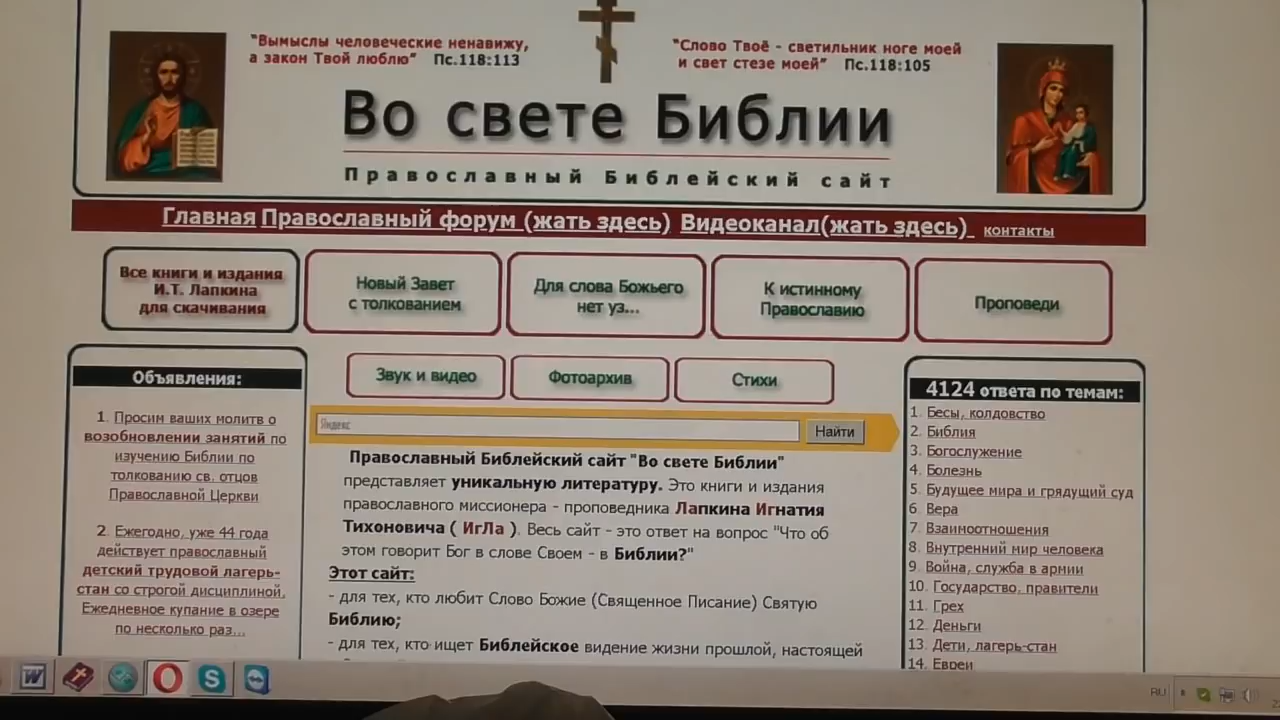 "Вымыслы человеческие ненавижу,
а закон Твой люблю" Пс.118:113
"Слово Твоё - светильник ноге моей
и свет стезе моей" Пс.118:105
Во свете Библии
Православный Библейский сайт
Главная Православный форум (жать здесь) Видеоканал(жать здесь) контакты
Все книги и издания
И.Т. Лапкина
для скачивания
Новый Завет
с толкованием
Для слова Божьего
нет уз...
К истинному
Православию
Проповеди
Объявления:
1. Просим ваших молитв о
возобновлении занятий по
изучению Библии по
толкованию св. отцов
Православной Церкви
2. Ежегодно, уже 44 года
действует православный
детский трудовой лагерь-
стан со строгой дисциплиной.
Ежедневное купание в озере
по несколько раз...
Звук и видео
Фотоархив
Стихи
Яндекс
Найти
Православный Библейский сайт "Во свете Библии"
представляет уникальную литературу. Это книги и издания
православного миссионера - проповедника Лапкина Игнатия
Тихоновича ( ИгЛа ). Весь сайт - это ответ на вопрос "Что об
этом говорит Бог в слове Своем - в Библии?"
Этот сайт:
- для тех, кто любит Слово Божие (Священное Писание) Святую
Библию;
- для тех, кто ищет Библейское видение жизни прошлой, настоящей
4124 ответа по темам:
1. Бесы, колдовство
2. Библия
3. Богослужение
4. Болезнь
5. Будущее мира и грядущий суд
6. Вера
7. Взаимоотношения
8. Внутренний мир человека
9. Война, служба в армии
10. Государство, правители
11. Грех
12. Деньги
13. Дети, лагерь-стан
14. Евреи
RU